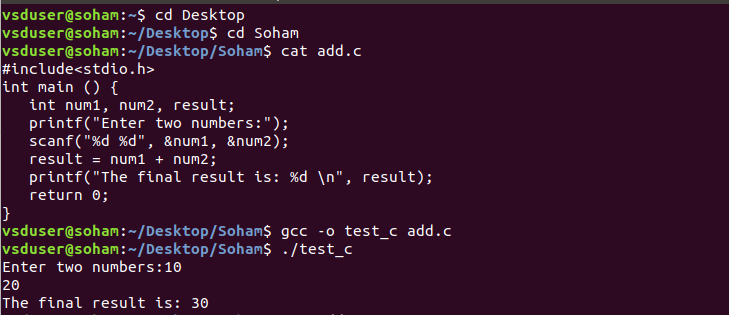 vsduser@soham:~$ cd Desktop
vsduser@soham:~/Desktop$ cd Soham
vsduser@soham:~/Desktop/Soham$ cat add.c
#include<stdio.h>
int main () {
   int num1, num2, result;
   printf("Enter two numbers:");
   scanf("%d %d", &num1, &num2);
   result = num1 + num2;
   printf("The final result is: %d \n", result);
   return 0;
}
vsduser@soham:~/Desktop/Soham$ gcc -o test_c add.c
vsduser@soham:~/Desktop/Soham$ ./test_c
Enter two numbers:10
20
The final result is: 30